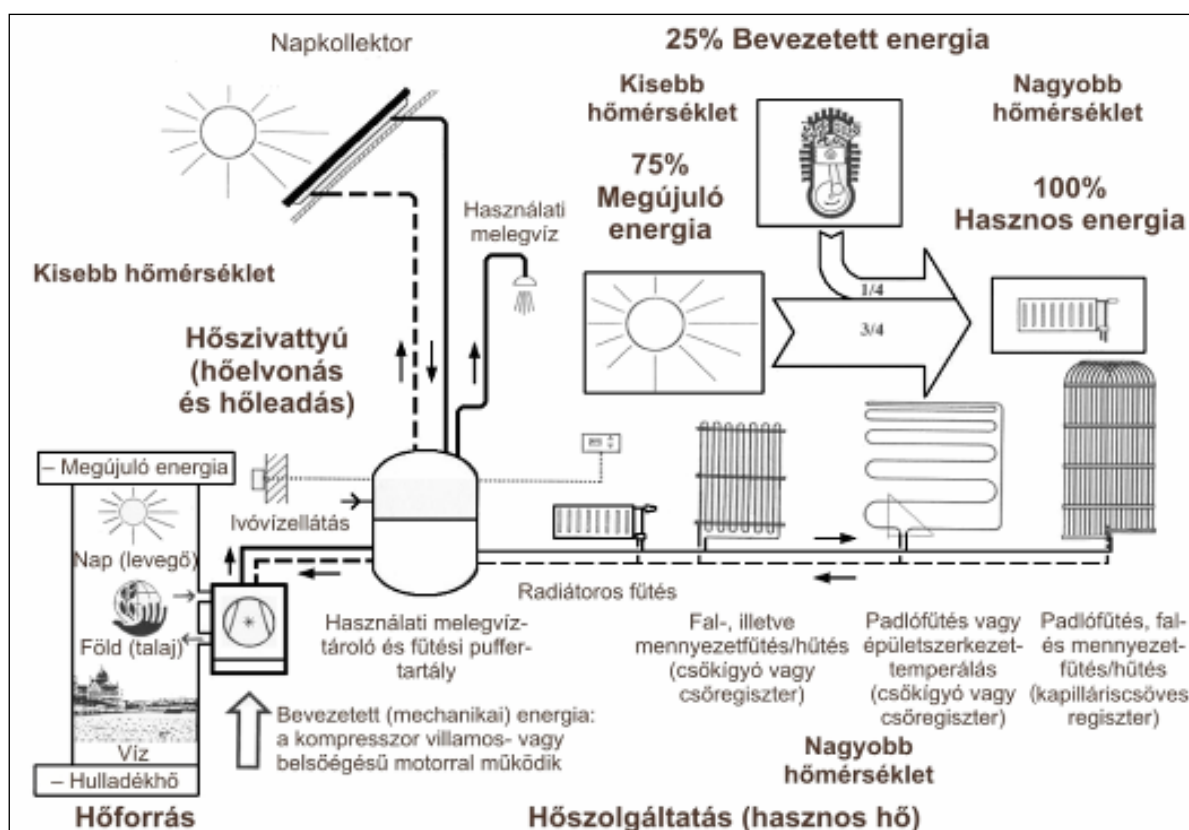 Napkollektor
25% Bevezetett energia
Kisebb
hőmérséklet
Nagyobb
hőmérséklet
75%
Megújuló
energia
100%
Hasznos energia
Használati
melegvíz
Kisebb hőmérséklet
1/4
3/4
Hőszivattyú
(hőelvonás
és hőleadás)
– Megújuló energia
Ivóvízellátás
Nap (levegő)
Föld (talaj)
Víz
– Hulladékhő
Hőforrás
Radiátoros fűtés
Használati melegvíz-
tároló és fűtési puffer-
tartály
Fal-, illetve
mennyezetfűtés/hűtés
(csőkígyó vagy
csőregiszter)
Padlófűtés vagy
épületszerkezet-
temperálás
(csőkígyó vagy
csőregiszter)
Padlófűtés, fal-
és mennyezet-
fűtés/hűtés
(kapilláriscsöves
regiszter)
Bevezetett (mechanikai) energia:
a kompresszor villamos- vagy
belsőégésű motorral működik
Nagyobb
hőmérséklet
Hőszolgáltatás (hasznos hő)